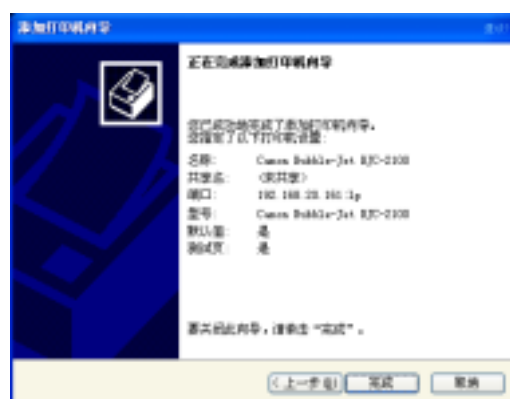 添加打印机向导
正在完成添加打印机向导
您已成功地完成了添加打印机向导。
您指定了以下打印机设置:
名称: Canon Bubble-Jet BJC-2100
共享名: <未共享>
端口: 192.168.23.161:lp
型号: Canon Bubble-Jet BJC-2100
默认值: 是
测试页: 是
要关闭此向导，请单击“完成”。
<上一步(B) 完成 取消